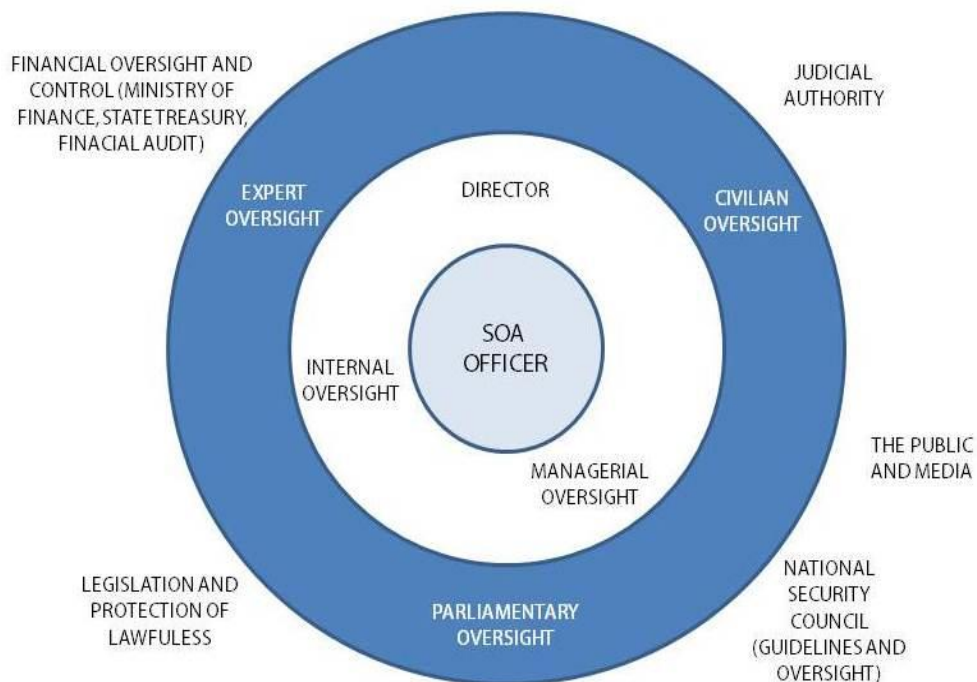 FINANCIAL OVERSIGHT AND
CONTROL (MINISTRY OF
FINANCE, STATE TREASURY,
FINACIAL AUDIT)
JUDICIAL
AUTHORITY
EXPERT
OVERSIGHT
DIRECTOR
CIVILIAN
OVERSIGHT
SOA
OFFICER
INTERNAL
OVERSIGHT
MANAGERIAL
OVERSIGHT
THE PUBLIC
AND MEDIA
LEGISLATION AND
PROTECTION OF
LAWFULESS
PARLIAMENTARY
OVERSIGHT
NATIONAL
SECURITY
COUNCIL
(GUIDELINES AND
OVERSIGHT)